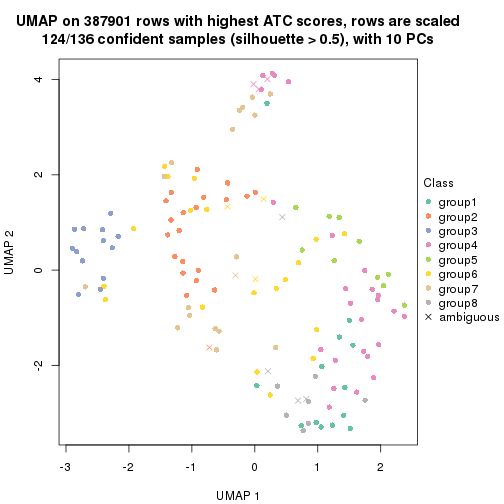 UMAP on 387901 rows with highest ATC scores, rows are scaled
124/136 confident samples (silhouette > 0.5), with 10 PCs
4
2
0
-2
UMAP 2
-3
-2
-1
0
1
2
UMAP 1
Class
group1
group2
group3
group4
group5
group6
group7
group8
ambiguous